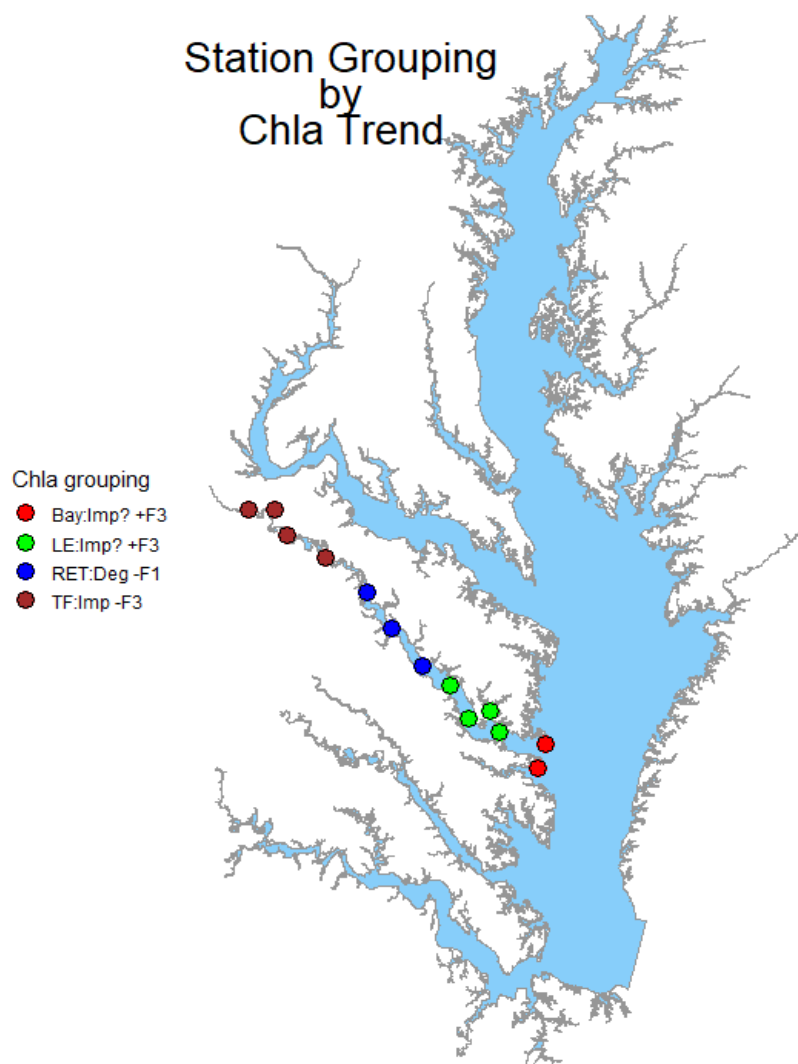 Station Grouping
by
Chla Trend
Chla grouping
Bay:Imp? +F3
LE:Imp? +F3
RET:Deg -F1
TF:Imp -F3